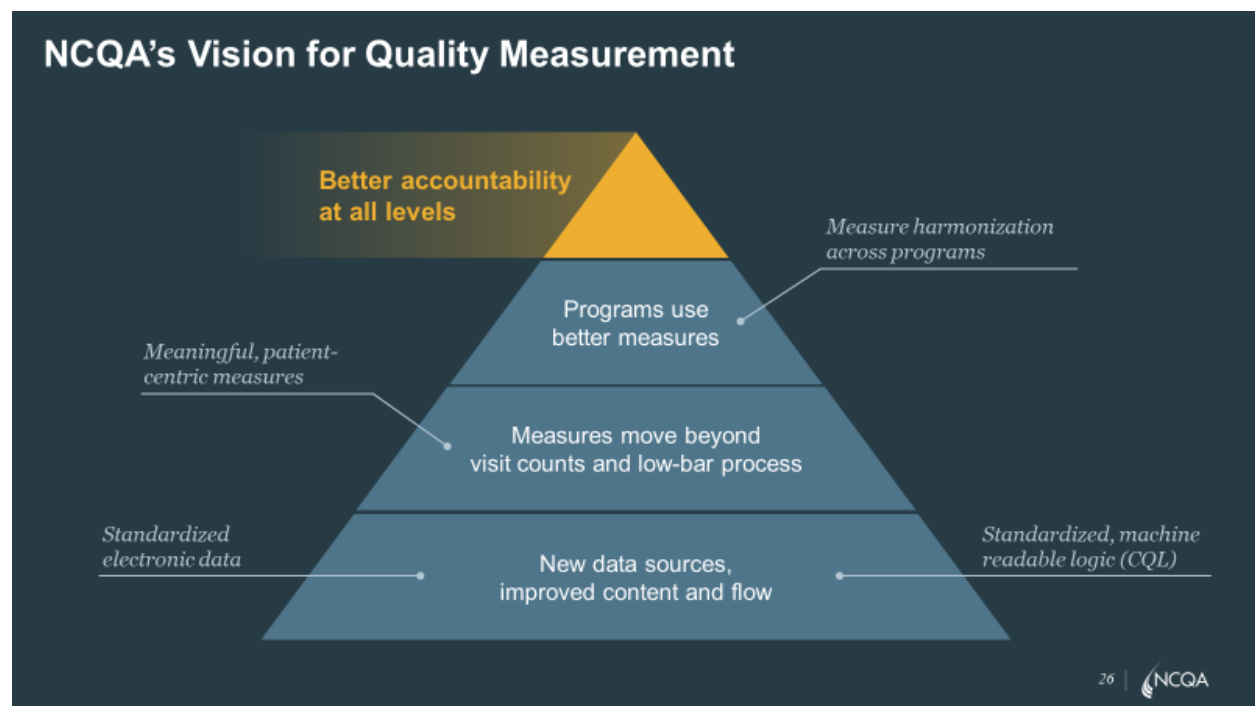 NCQA’s Vision for Quality Measurement
Better accountability
at all levels
Measure harmonization
across programs
Programs use
better measures
Meaningful, patient-
centric measures
Measures move beyond
visit counts and low-bar process
Standardized
electronic data
Standardized, machine
readable logic (CQL)
New data sources,
improved content and flow
26
NCQA